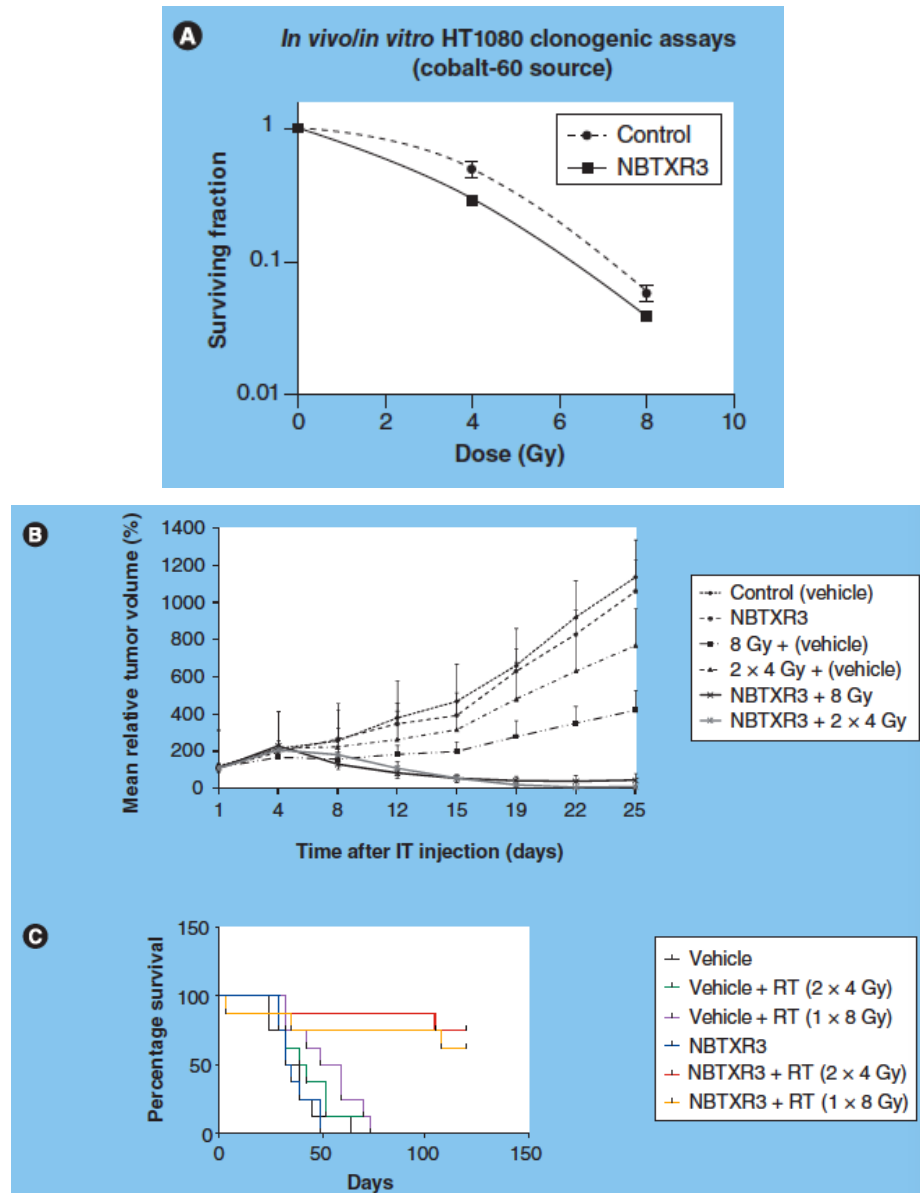 A
In vivo/in vitro HT1080 clonogenic assays
(cobalt-60 source)
1
0.1
0.01
Surviving fraction
Control
NBTXR3
0 2 4 6 8 10
Dose (Gy)
B
Mean relative tumor volume (%)
1400
1200
1000
800
600
400
200
0
1 4 8 12 15 19 22 25
Time after IT injection (days)
Control (vehicle)
NBTXR3
8 Gy + (vehicle)
2 × 4 Gy + (vehicle)
NBTXR3 + 8 Gy
NBTXR3 + 2 × 4 Gy
C
Percentage survival
150
100
50
0
0 50 100 150
Days
Vehicle
Vehicle + RT (2 × 4 Gy)
Vehicle + RT (1 × 8 Gy)
NBTXR3
NBTXR3 + RT (2 × 4 Gy)
NBTXR3 + RT (1 × 8 Gy)